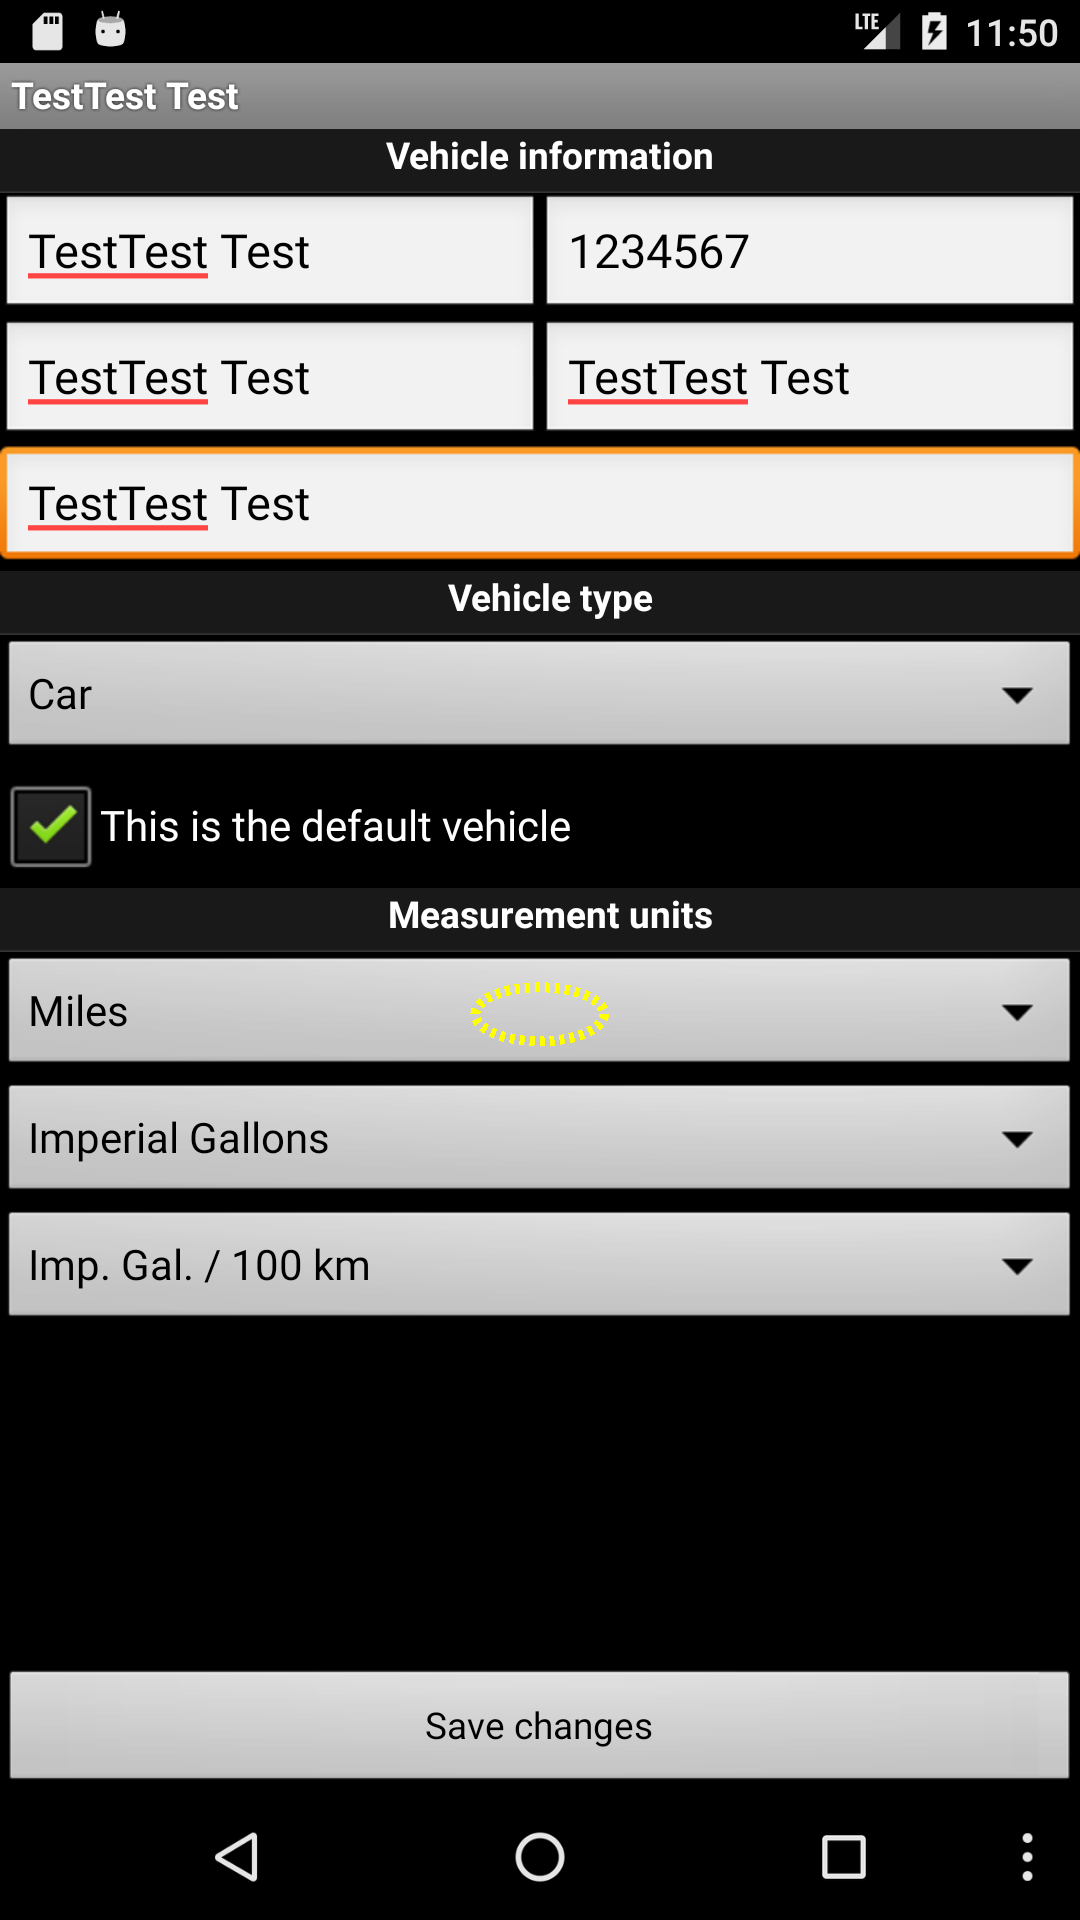 LTE 11:50
TestTest Test
Vehicle information
TestTest Test 1234567
TestTest Test TestTest Test
TestTest Test
Vehicle type
Car
This is the default vehicle
Measurement units
Miles
Imperial Gallons
Imp. Gal. / 100 km
Save changes